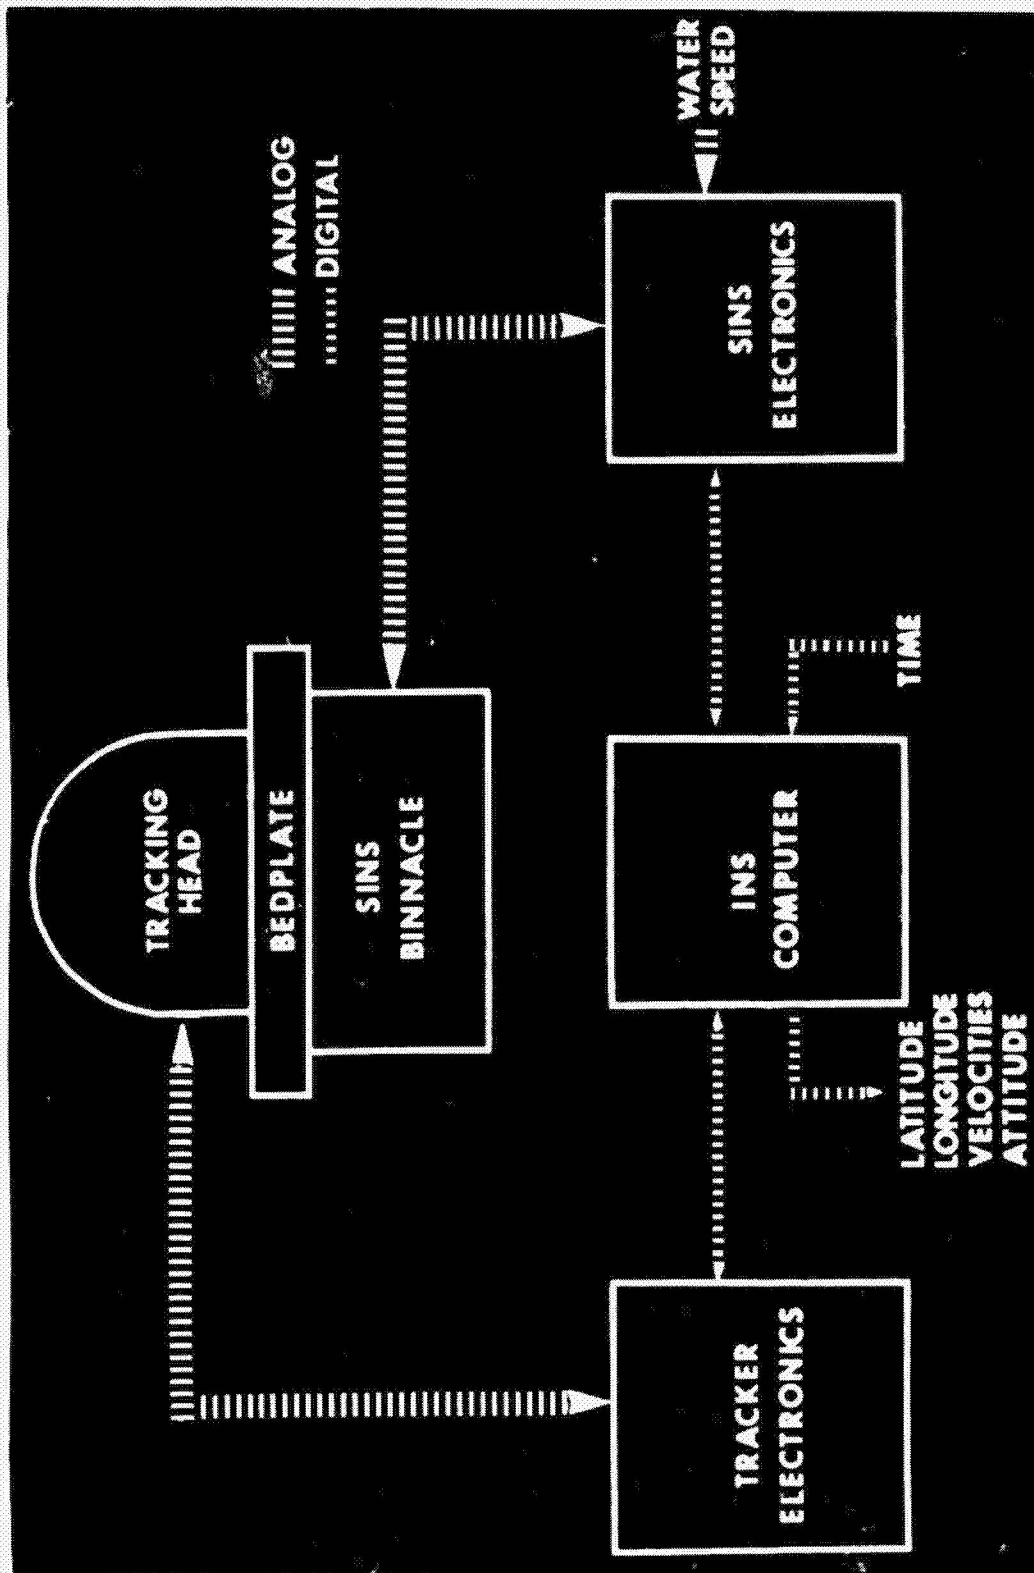 TRACKING
HEAD
BEDPLATE
SINS
BINNACLE
ANALOG
DIGITAL
TRACKER
ELECTRONICS
INS
COMPUTER
SINS
ELECTRONICS
WATER
SPEED
LATITUDE
LONGITUDE
VELOCITIES
ATTITUDE
TIME